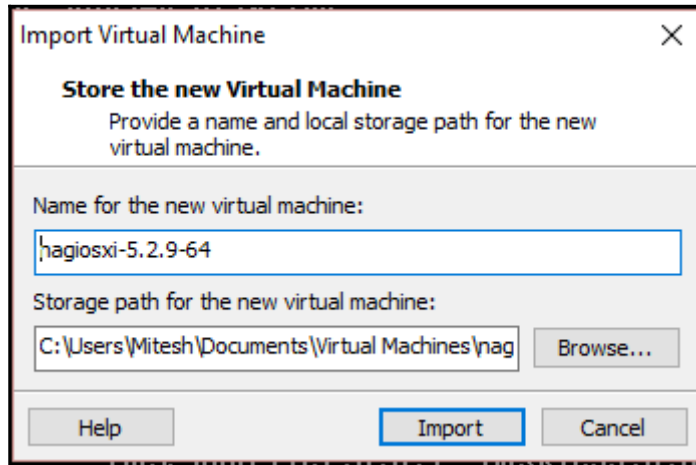 Import Virtual Machine
Store the new Virtual Machine
Provide a name and local storage path for the new
virtual machine.
Name for the new virtual machine:
nagiosxi-5.2.9-64
Storage path for the new virtual machine:
C:\Users\Mitesh\Documents\Virtual Machines\nag
Browse...
Help
Import
Cancel